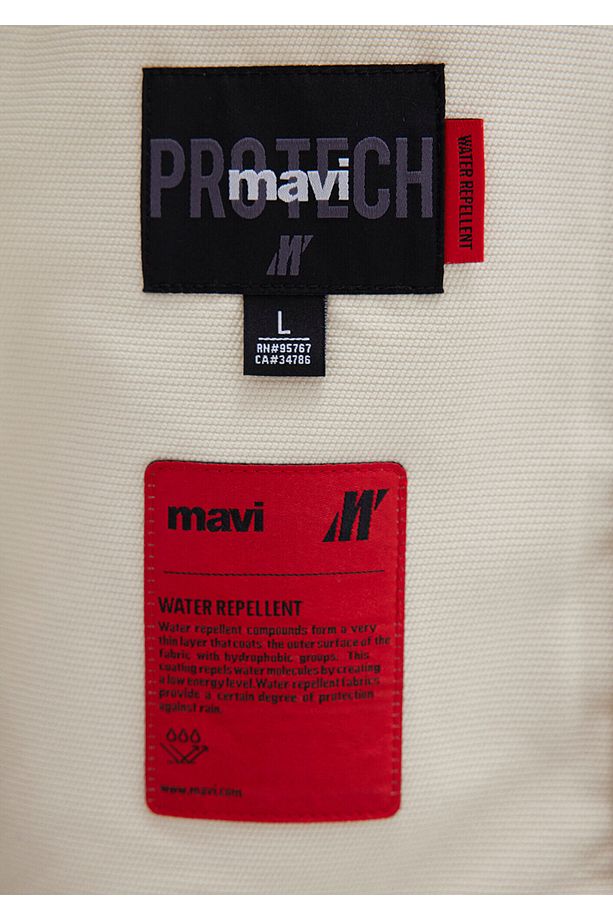 PROTECH
mavi
WATER REPELLENT
L
RN#95767
CA#34786
mavi
WATER REPELLENT
Water repellent compounds form a very
thin layer that coats the outer surface of the
fabric with hydrophobic groups. This
coating repels water molecules by creating
a low energy level.Water-repellent fabrics
provide a certain degree of protection
against rain.
www.mavi.com